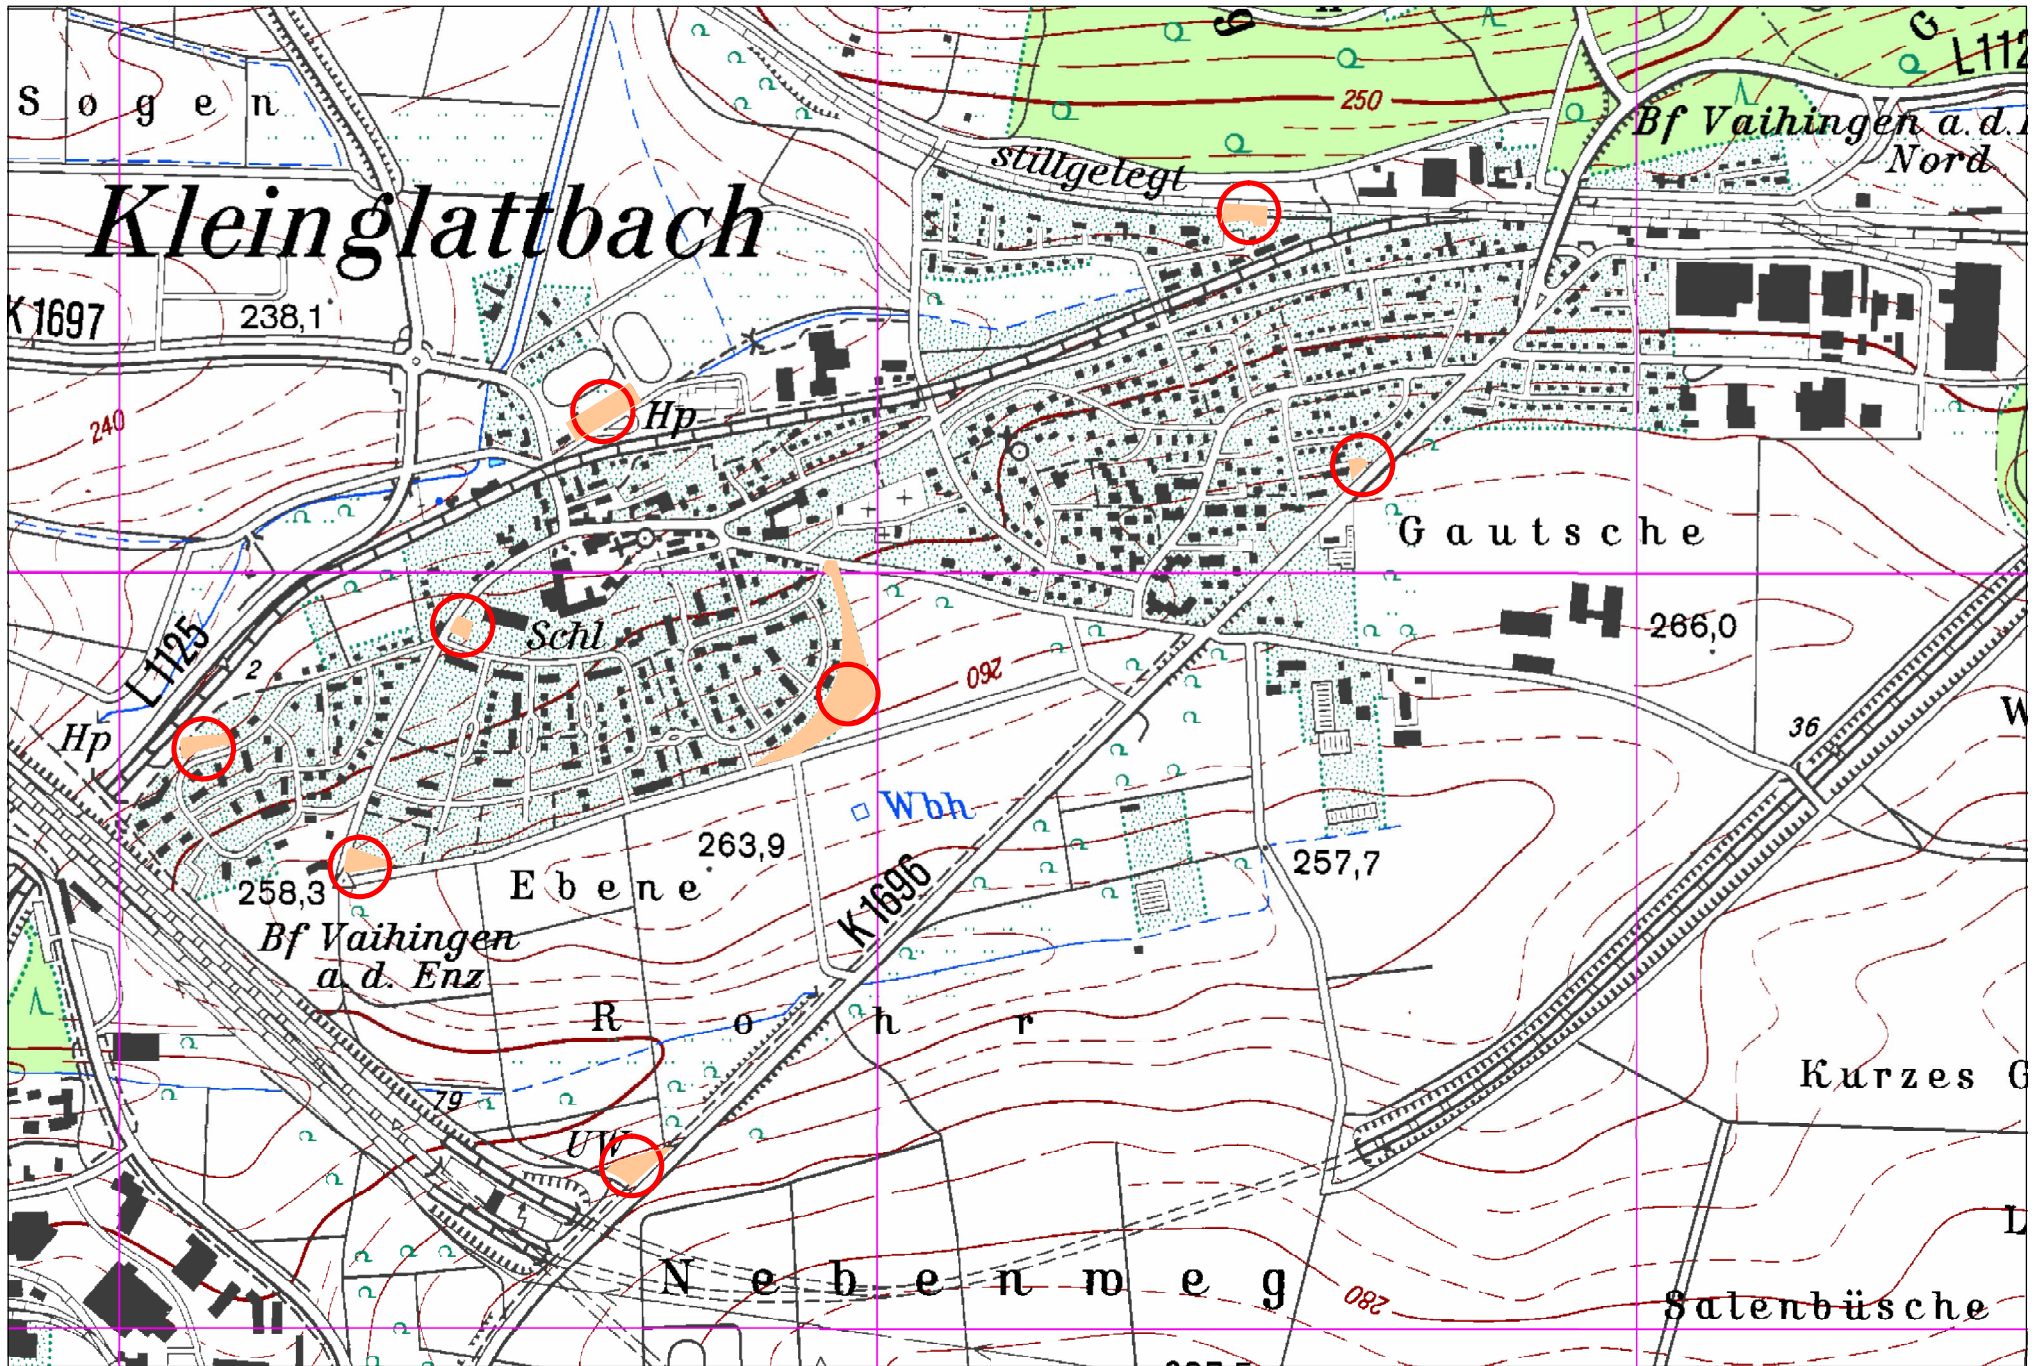 L112
250
Bf Vaihingen a.d.
Nord
Sogen
stillgelegt
Kleinglattbach
K 1697
238,1
240
Hp
Gautsche
266,0
Schl
L 1125
2
260
36
Hp
Wbh
263,9
257,7
258,3
Ebene
K 1696
Bf Vaihingen
a. d. Enz
Rohr
Kurzes G
79
UW
Nebenweg
280
Salenbüsche